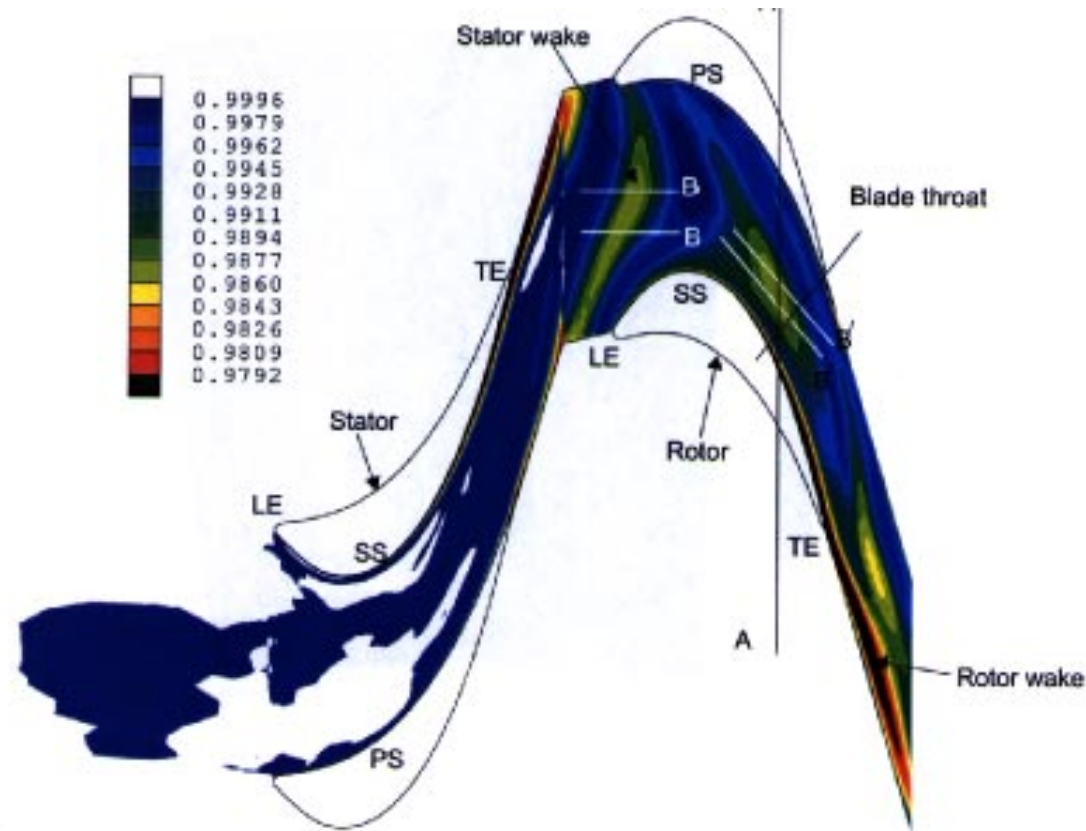 Stator wake
PS
0.9996
0.9979
0.9962
0.9945
0.9928
0.9911
0.9894
0.9877
0.9860
0.9843
0.9826
0.9809
0.9792
B
Blade throat
B
TE
SS
B
LE
B
Stator
Rotor
LE
SS
TE
A
Rotor wake
PS